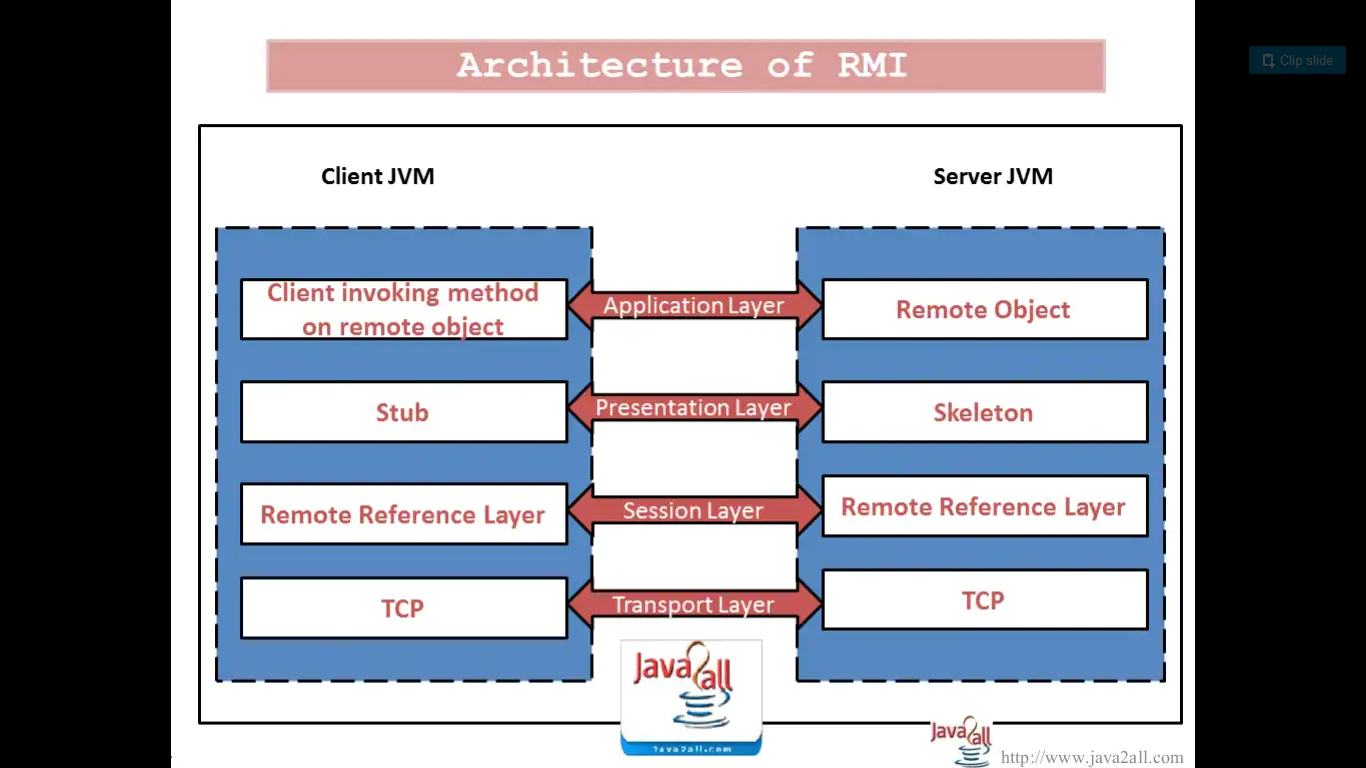 Architecture of RMI
Clip slide
Client JVM
Server JVM
Client invoking method
on remote object
Application Layer
Remote Object
Stub
Presentation Layer
Skeleton
Remote Reference Layer
Session Layer
Remote Reference Layer
TCP
Transport Layer
TCP
Java2all
Java2all.com
Java2all
http://www.java2all.com